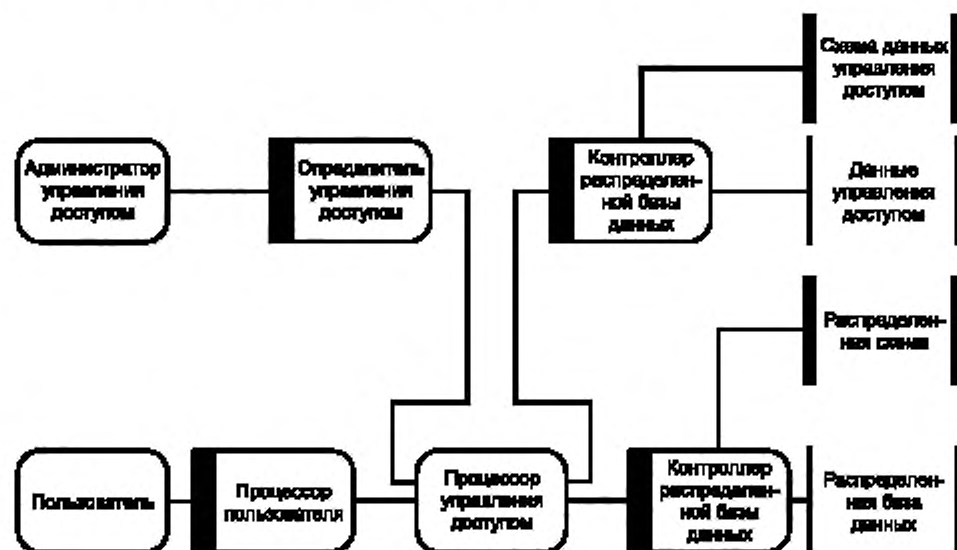 Схема данных
управления
доступом
Администратор
управления
доступом
Определитель
управления
доступом
Контроллер
распределен-
ной базы
данных
Данные
управления
доступом
Распределен-
ная схема
Пользователь
Процессор
пользователя
Процессор
управления
доступом
Контроллер
распределен-
ной базы
данных
Распределен-
ная база
данных